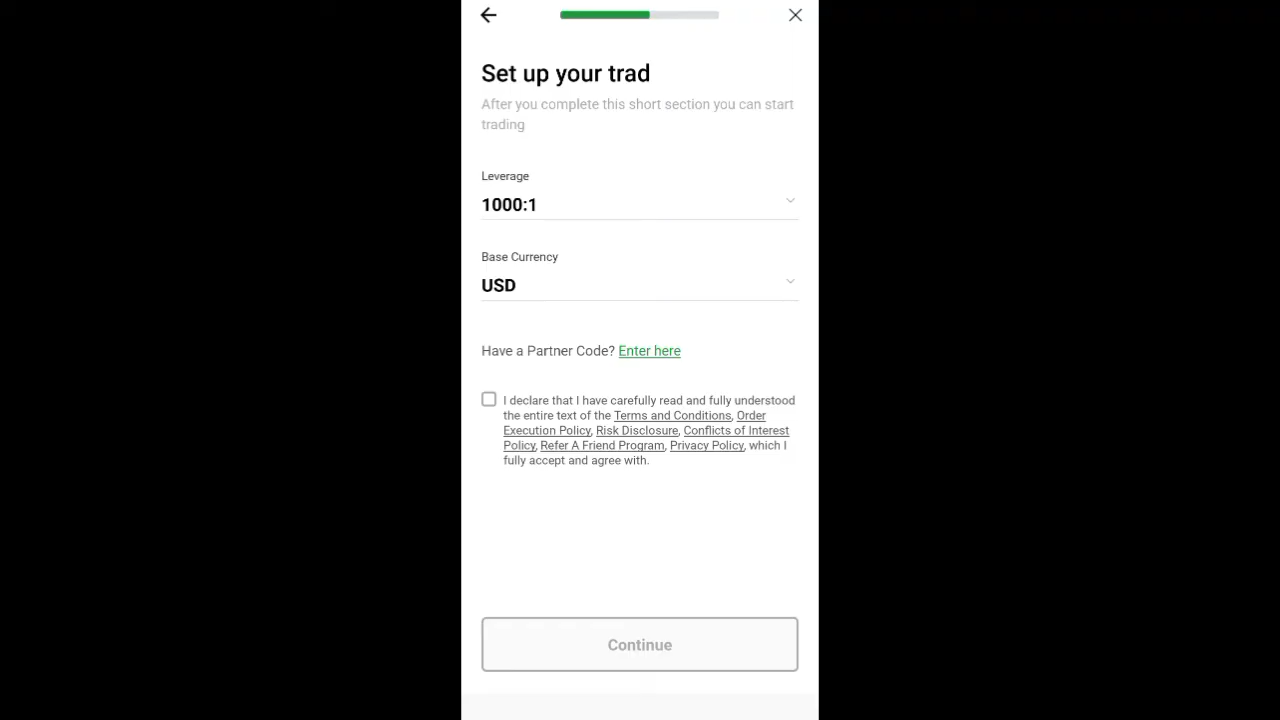 Set up your trad
After you complete this short section you can start
trading
Leverage
1000:1
Base Currency
USD
Have a Partner Code? Enter here
I declare that I have carefully read and fully understood
the entire text of the Terms and Conditions, Order
Execution Policy, Risk Disclosure, Conflicts of Interest
Policy, Refer A Friend Program, Privacy Policy, which I
fully accept and agree with.
Continue